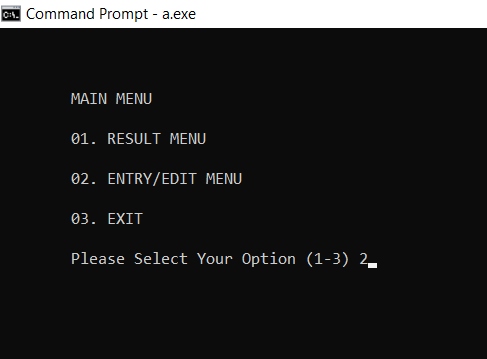 Command Prompt - a.exe
MAIN MENU
01. RESULT MENU
02. ENTRY/EDIT MENU
03. EXIT
Please Select Your Option (1-3) 2